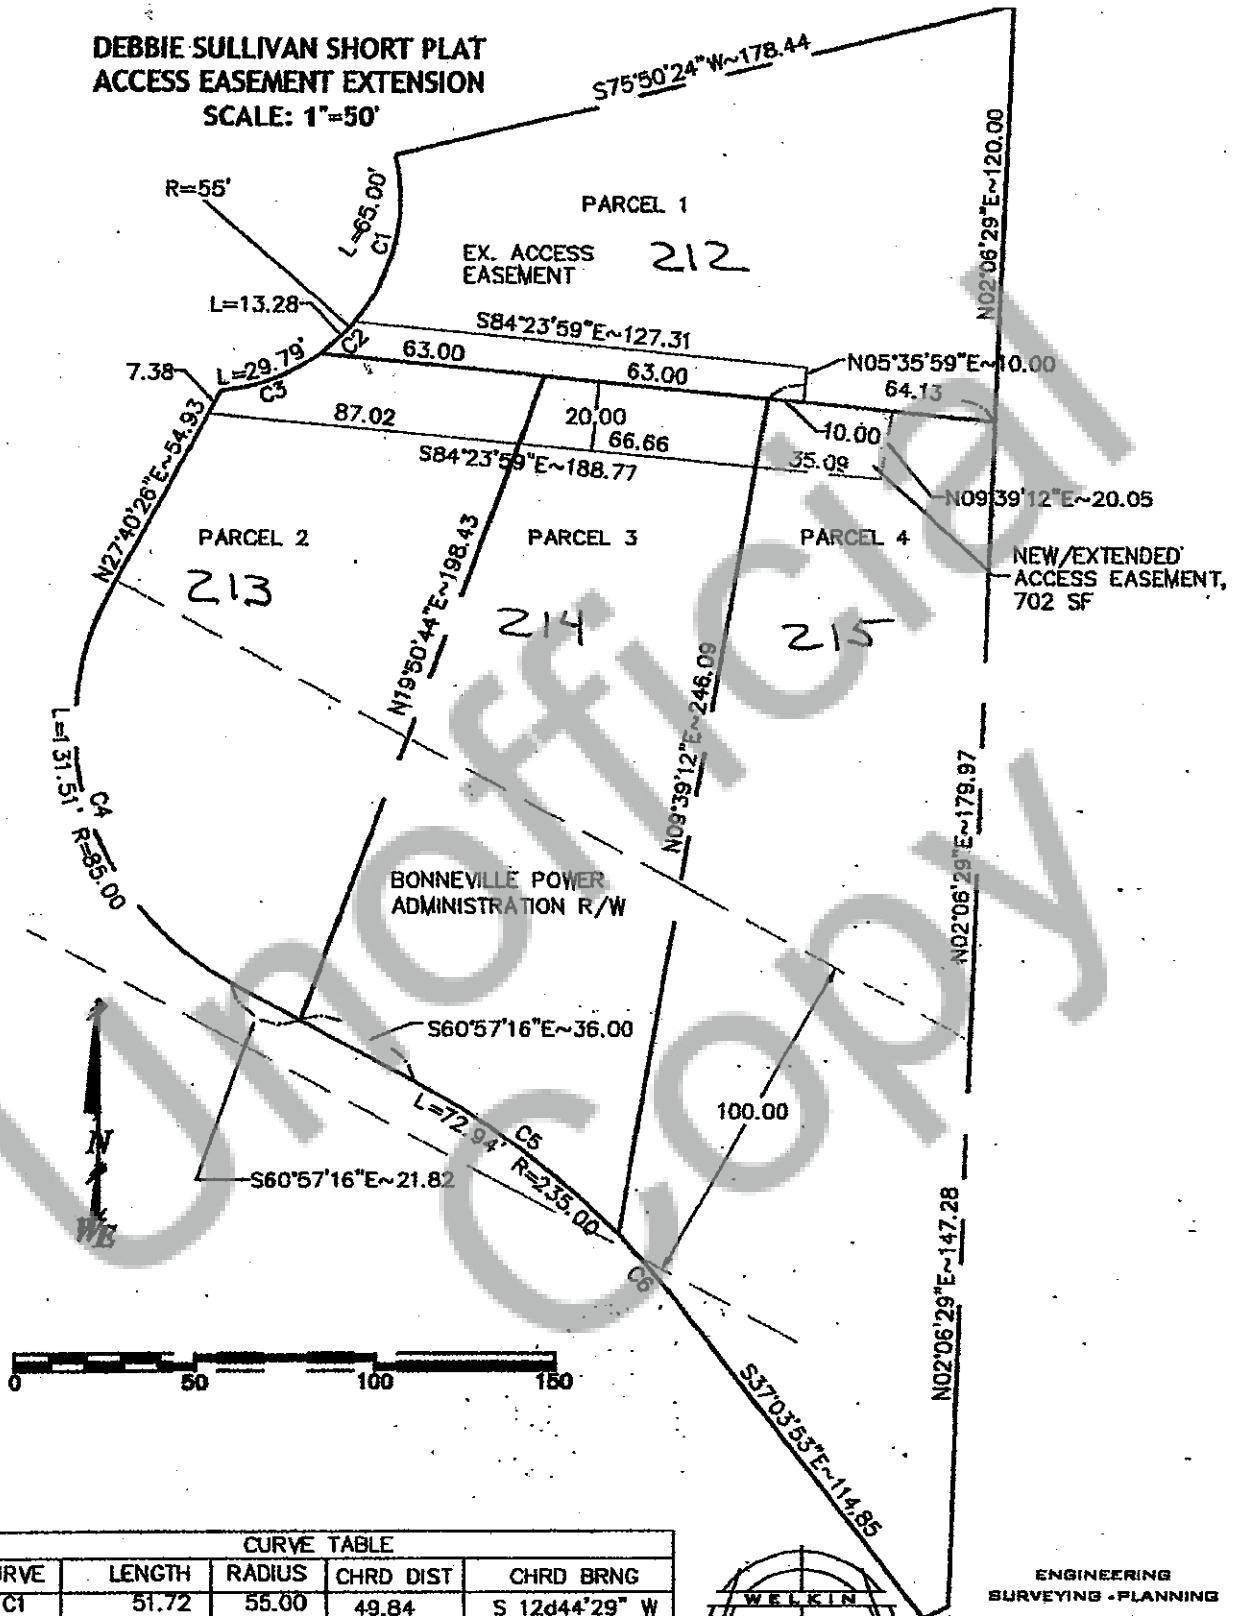 DEBBIE SULLIVAN SHORT PLAT
ACCESS EASEMENT EXTENSION
SCALE: 1"=50'
S75°50'24"W~178.44
R=55'
L=65.00'
C1
PARCEL 1
212
EX. ACCESS
EASEMENT
N02°06'29"E~120.00
L=13.28
C2
S84°23'59"E~127.31
63.00
63.00
N05°35'59"E~10.00
64.13
7.38
L=29.79'
C3
87.02
20.00
66.66
10.00
35.09
S84°23'59"E~188.77
N09°39'12"E~20.05
N27°40'26"E~54.93
PARCEL 2
213
PARCEL 3
214
PARCEL 4
215
NEW/EXTENDED
ACCESS EASEMENT,
702 SF
N19°50'44"E~198.43
N09°39'12"E~246.09
L=131.51'
C4
R=85.00
N02°06'29"E~179.97
BONNEVILLE POWER
ADMINISTRATION R/W
S60°57'16"E~36.00
100.00
L=72.94'
C5
R=235.00
S60°57'16"E~21.82
N
WE
C6
N02°06'29"E~147.28
S37°03'53"E~114.85
0 50 100 150
Unofficial
Copy
CURVE TABLE
URVE LENGTH RADIUS CHRD DIST CHRD BRNG
C1 51.72 55.00 49.84 S 12d44'29" W
WELKIN
ENGINEERING
SURVEYING - PLANNING